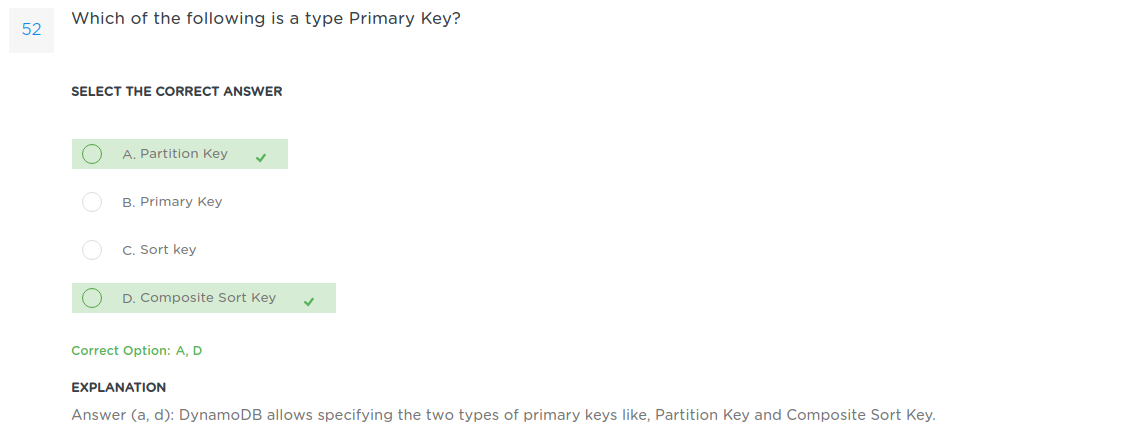 52
Which of the following is a type Primary Key?
SELECT THE CORRECT ANSWER
A. Partition Key
B. Primary Key
C. Sort key
D. Composite Sort Key
Correct Option: A, D
EXPLANATION
Answer (a, d): DynamoDB allows specifying the two types of primary keys like, Partition Key and Composite Sort Key.